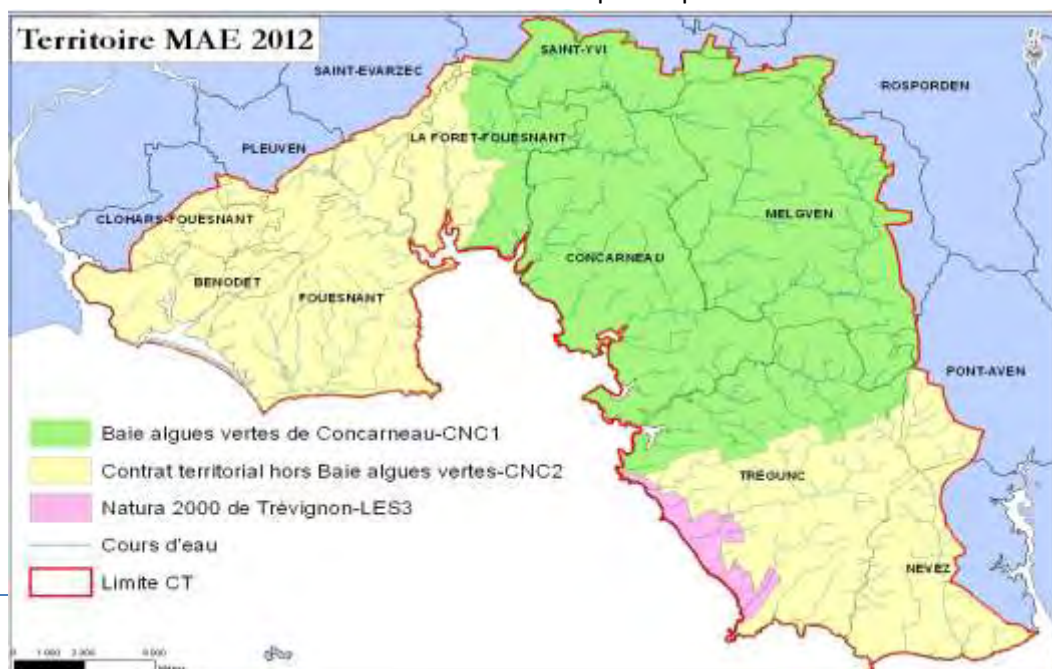 Territoire MAE 2012
SAINT-YVI
SAINT-EVARZEC
ROSPORDEN
LA FORET-FOUESNANT
PLEUVEN
CLOHARS-FOUESNANT
MELGVEN
CONCARNEAU
BENODET
FOUESNANT
PONT-AVEN
Baie algues vertes de Concarneau-CNC1
Contrat territorial hors Baie algues vertes-CNC2
TRÉGUNC
Natura 2000 de Trévignon-LES3
Cours d'eau
NEVEZ
Limite CT